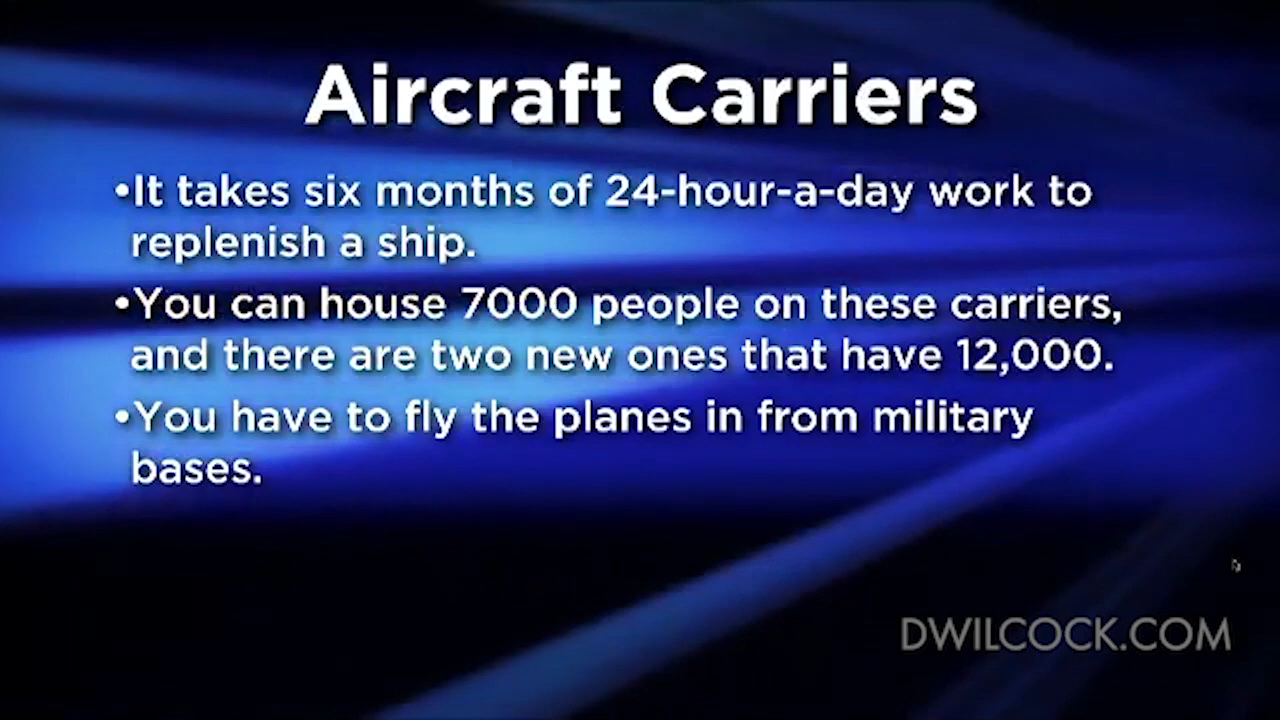 Aircraft Carriers
•It takes six months of 24-hour-a-day work to
replenish a ship.
•You can house 7000 people on these carriers,
and there are two new ones that have 12,000.
•You have to fly the planes in from military
bases.
DWILCOCK.COM